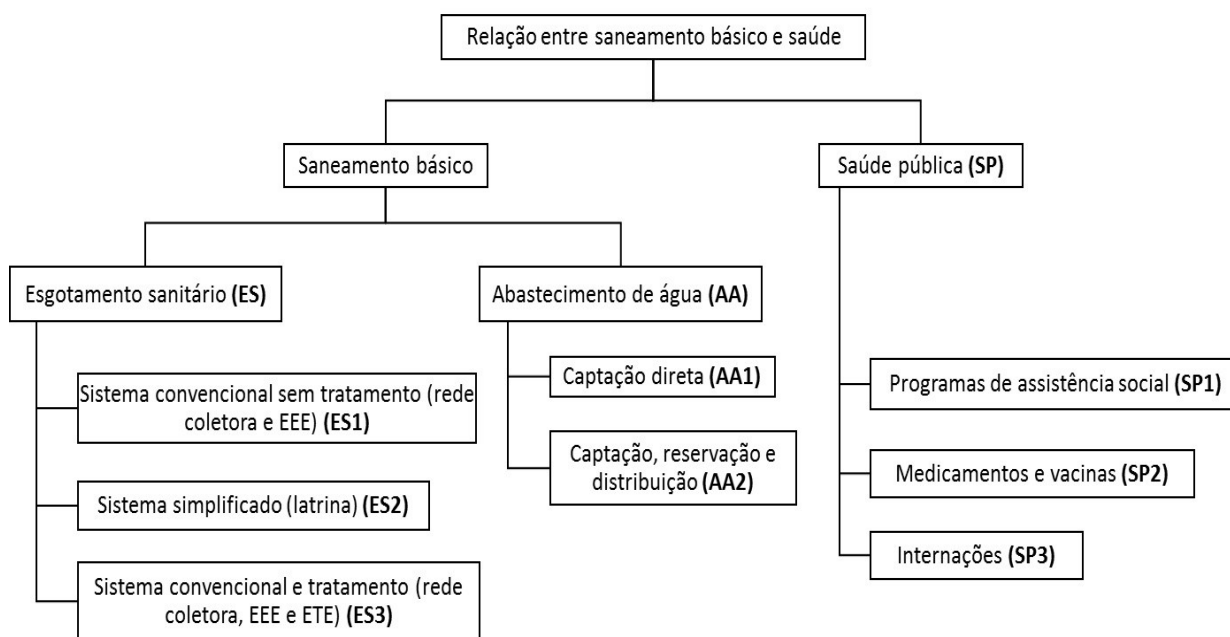 Relação entre saneamento básico e saúde
Saneamento básico
Saúde pública (SP)
Esgotamento sanitário (ES)
Abastecimento de água (AA)
Sistema convencional sem tratamento (rede
coletora e EEE) (ES1)
Sistema simplificado (latrina) (ES2)
Sistema convencional e tratamento (rede
coletora, EEE e ETE) (ES3)
Captação direta (AA1)
Captação, reservação e
distribuição (AA2)
Programas de assistência social (SP1)
Medicamentos e vacinas (SP2)
Internações (SP3)